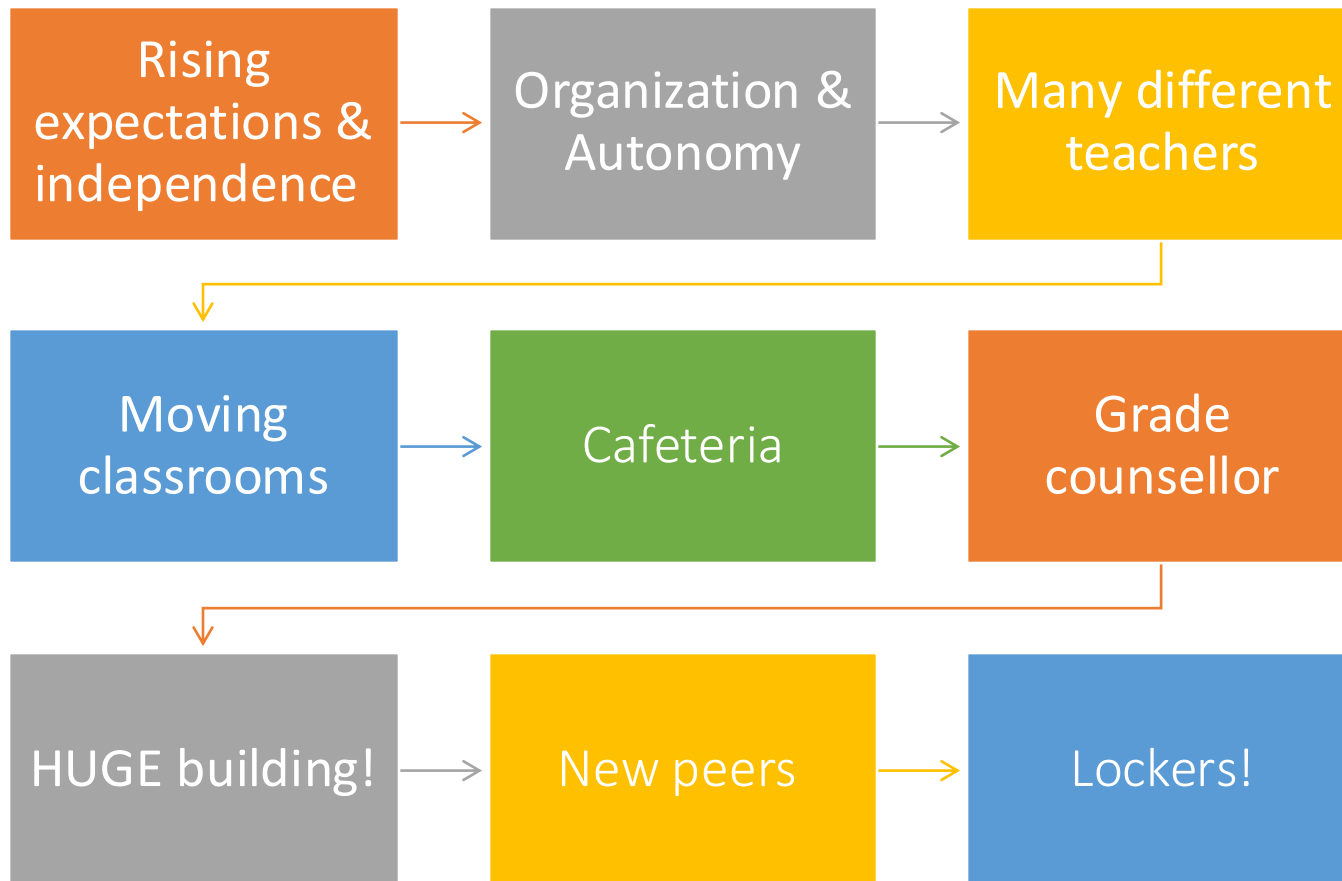 Rising
expectations &
independence
Organization &
Autonomy
Many different
teachers
Moving
classrooms
Cafeteria
Grade
counsellor
HUGE building!
New peers
Lockers!